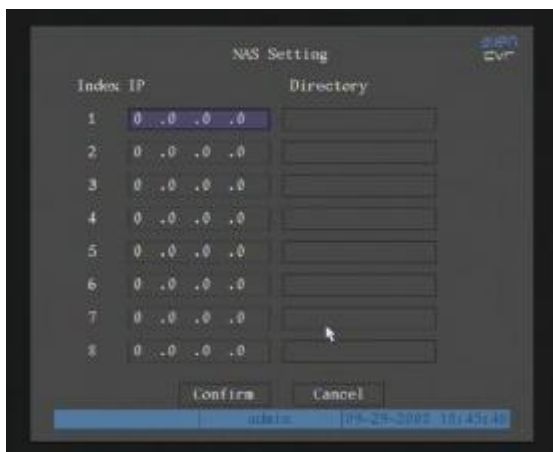 NAS Setting
Index IP Directory
1 0 .0 .0 .0
2 0 .0 .0 .0
3 0 .0 .0 .0
4 0 .0 .0 .0
5 0 .0 .0 .0
6 0 .0 .0 .0
7 0 .0 .0 .0
8 0 .0 .0 .0
Confirm Cancel
admin